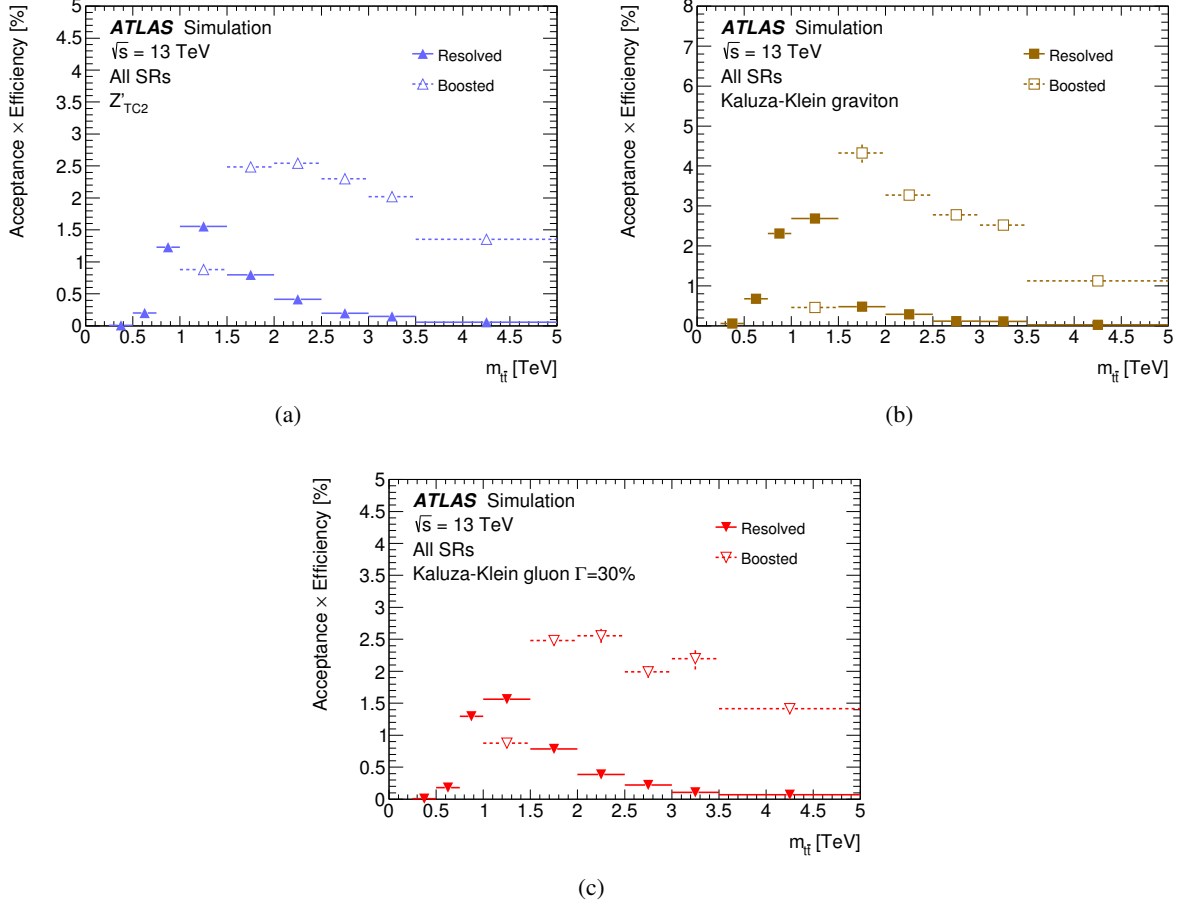 Acceptance × Efficiency [%]
5
4.5
4
3.5
3
2.5
2
1.5
1
0.5
0
ATLAS Simulation
√s = 13 TeV
All SRs
Z'TC2
Resolved
Boosted
0 0.5 1 1.5 2 2.5 3 3.5 4 4.5 5
m_tt̄ [TeV]
(a)
Acceptance × Efficiency [%]
8
7
6
5
4
3
2
1
0
ATLAS Simulation
√s = 13 TeV
All SRs
Kaluza-Klein graviton
Resolved
Boosted
0 0.5 1 1.5 2 2.5 3 3.5 4 4.5 5
m_tt̄ [TeV]
(b)
Acceptance × Efficiency [%]
5
4.5
4
3.5
3
2.5
2
1.5
1
0.5
0
ATLAS Simulation
√s = 13 TeV
All SRs
Kaluza-Klein gluon Γ=30%
Resolved
Boosted
0 0.5 1 1.5 2 2.5 3 3.5 4 4.5 5
m_tt̄ [TeV]
(c)